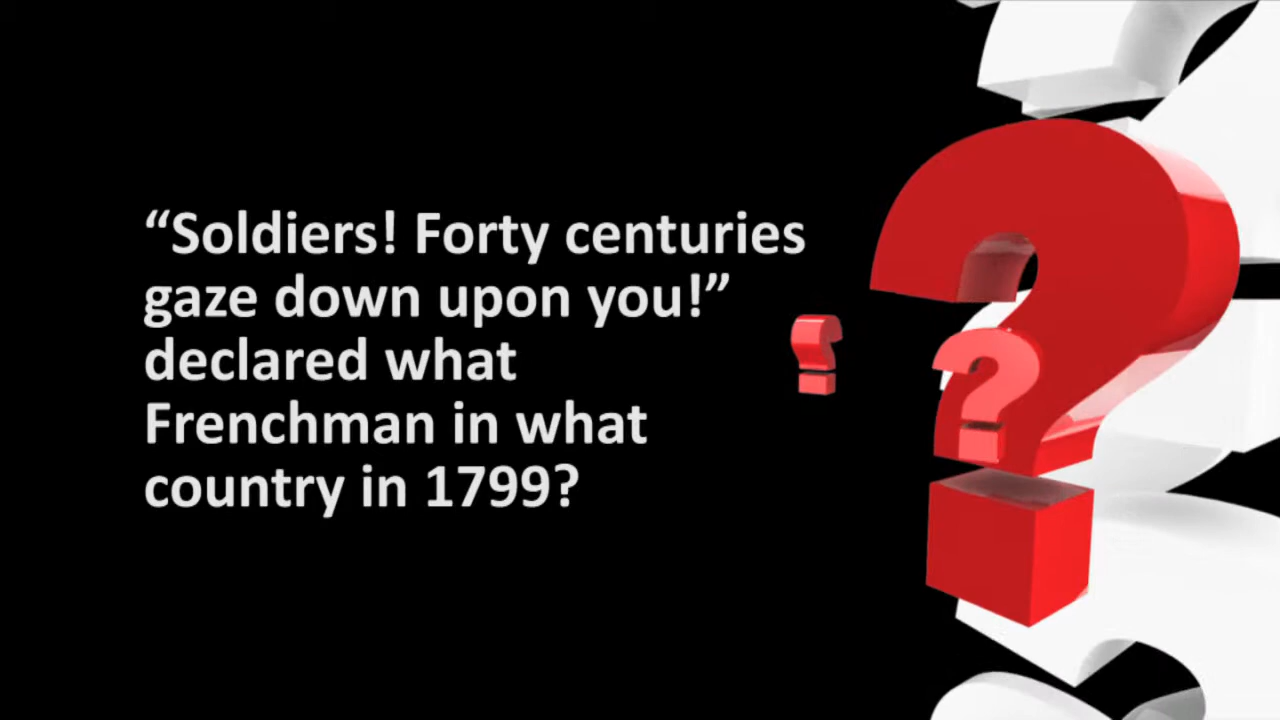 “Soldiers! Forty centuries
gaze down upon you!”
declared what
Frenchman in what
country in 1799?